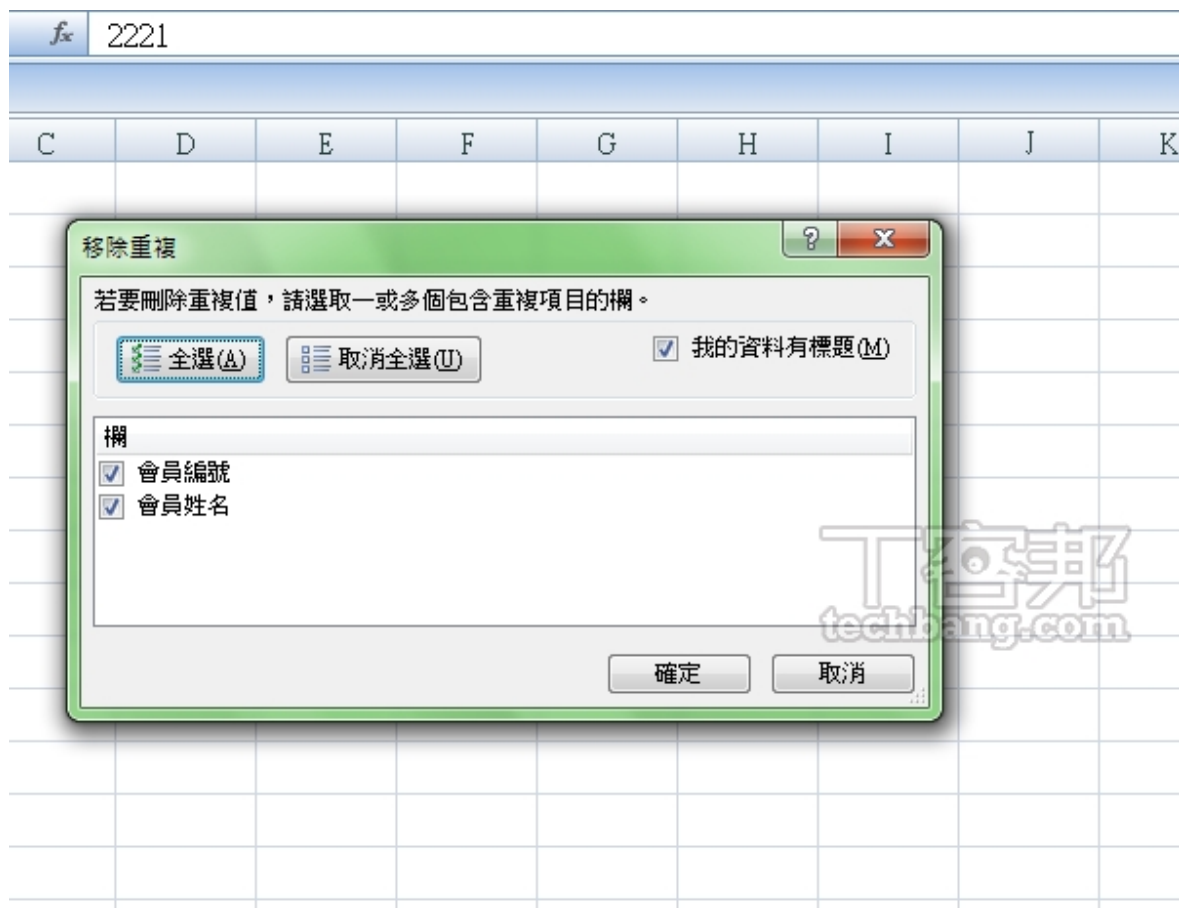 fx 2221
C D E F G H I J K
移除重複
?
若要刪除重複值，請選取一或多個包含重複項目的欄。
全選(A) 取消全選(U) 我的資料有標題(M)
欄
會員編號
會員姓名
T客邦
techbang.com
確定 取消